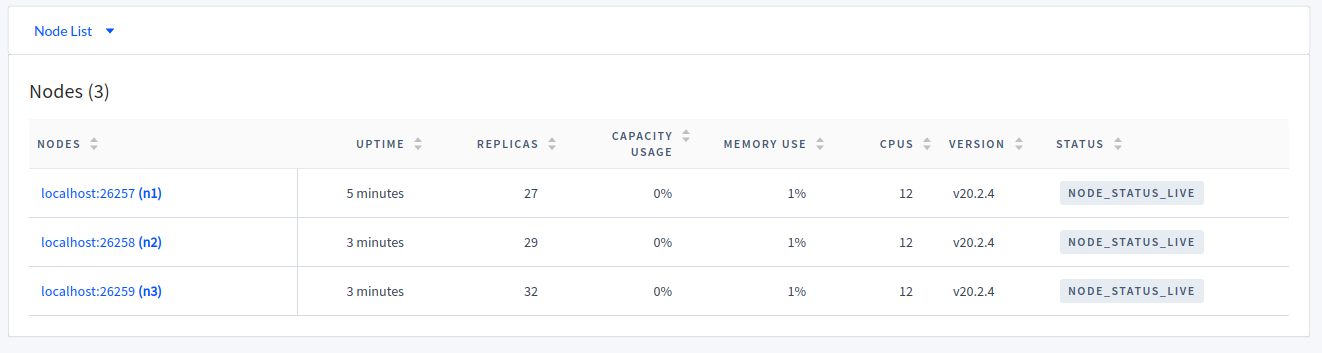 Node List
Nodes (3)
NODES UPTIME REPLICAS CAPACITY USAGE MEMORY USE CPUS VERSION STATUS
localhost:26257 (n1) 5 minutes 27 0% 1% 12 v20.2.4 NODE_STATUS_LIVE
localhost:26258 (n2) 3 minutes 29 0% 1% 12 v20.2.4 NODE_STATUS_LIVE
localhost:26259 (n3) 3 minutes 32 0% 1% 12 v20.2.4 NODE_STATUS_LIVE